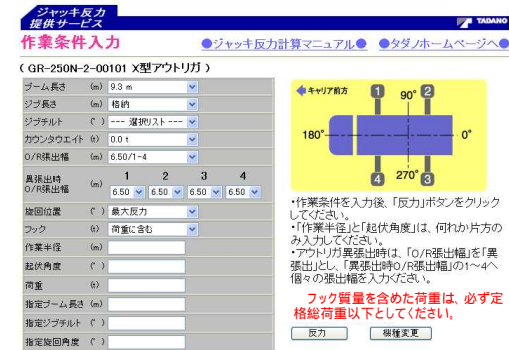 ジャッキ反力
提供サービス
TADANO
作業条件入力
●ジャッキ反力計算マニュアル● ●タダノホームページへ●
( GR-250N-2-00101 X型アウトリガ )
ブーム長さ (m) 9.3 m
ジブ長さ (m) 格納
ジブチルト (°) --- 選択リスト ---
カウンタウエイト (t) 0.0 t
O/R張出幅 (m) 6.50/1-4
異張出時
O/R張出幅 (m)
1 2 3 4
6.50 6.50 6.50 6.50
旋回位置 (°) 最大反力
フック (t) 荷重に含む
作業半径 (m)
起伏角度 (°)
荷重 (t)
指定ブーム長さ (m)
指定ジブチルト (°)
指定旋回角度 (°)
キャリア前方 1 90° 2
180° 0°
4 270° 3
・作業条件を入力後、「反力」ボタンをクリック
してください。
・「作業半径」と「起伏角度」は、何れか片方の
み入力してください。
・アウトリガ異張出時は、「O/R張出幅」を「異
張出」とし、「異張出時O/R張出幅」の1～4へ
個々の張出幅を入力ください。
フック質量を含めた荷重は、必ず定
格総荷重以下としてください。
反力 機種変更